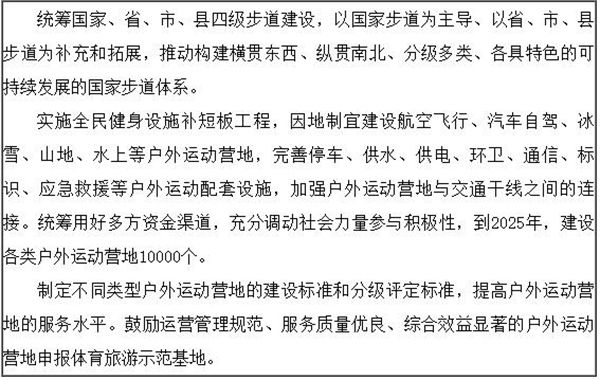 统筹国家、省、市、县四级步道建设，以国家步道为主导、以省、市、县
步道为补充和拓展，推动构建横贯东西、纵贯南北、分级多类、各具特色的可
持续发展的国家步道体系。
实施全民健身设施补短板工程，因地制宜建设航空飞行、汽车自驾、冰
雪、山地、水上等户外运动营地，完善停车、供水、供电、环卫、通信、标
识、应急救援等户外运动配套设施，加强户外运动营地与交通干线之间的连
接。统筹用好多方资金渠道，充分调动社会力量参与积极性，到2025年，建设
各类户外运动营地10000个。
制定不同类型户外运动营地的建设标准和分级评定标准，提高户外运动营
地的服务水平。鼓励运营管理规范、服务质量优良、综合效益显著的户外运动
营地申报体育旅游示范基地。